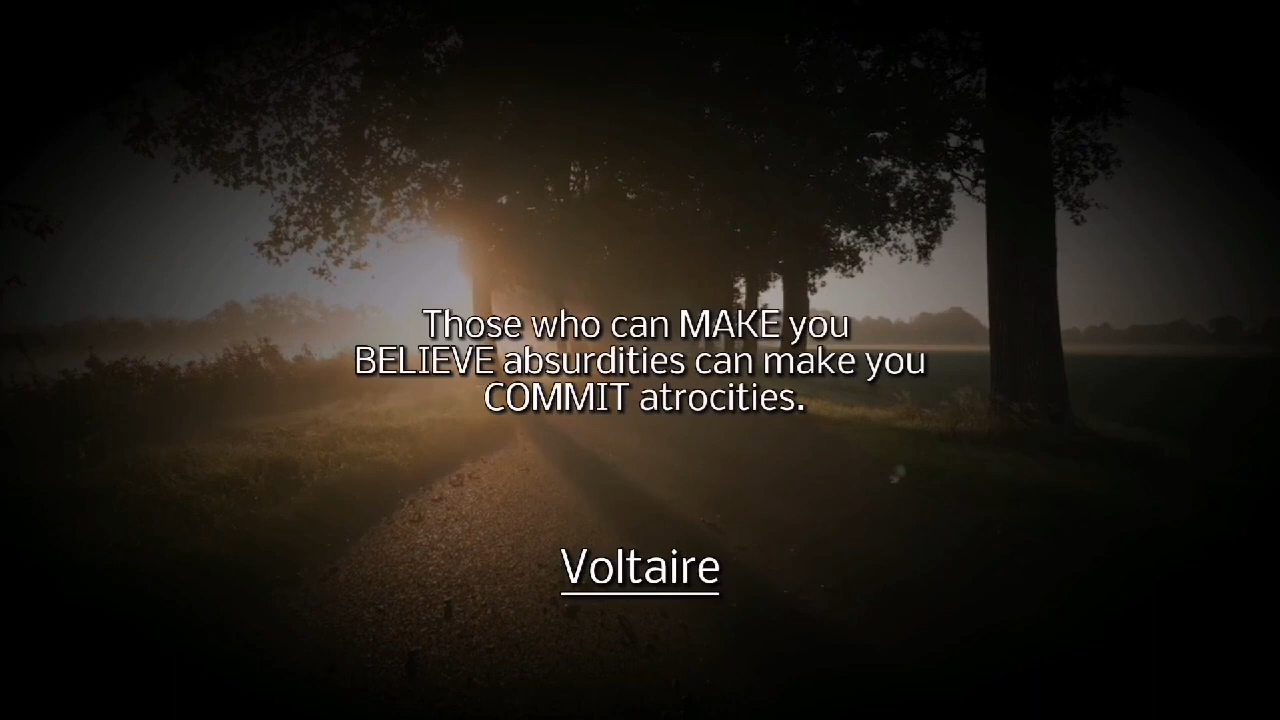 Those who can MAKE you
BELIEVE absurdities can make you
COMMIT atrocities.
Voltaire